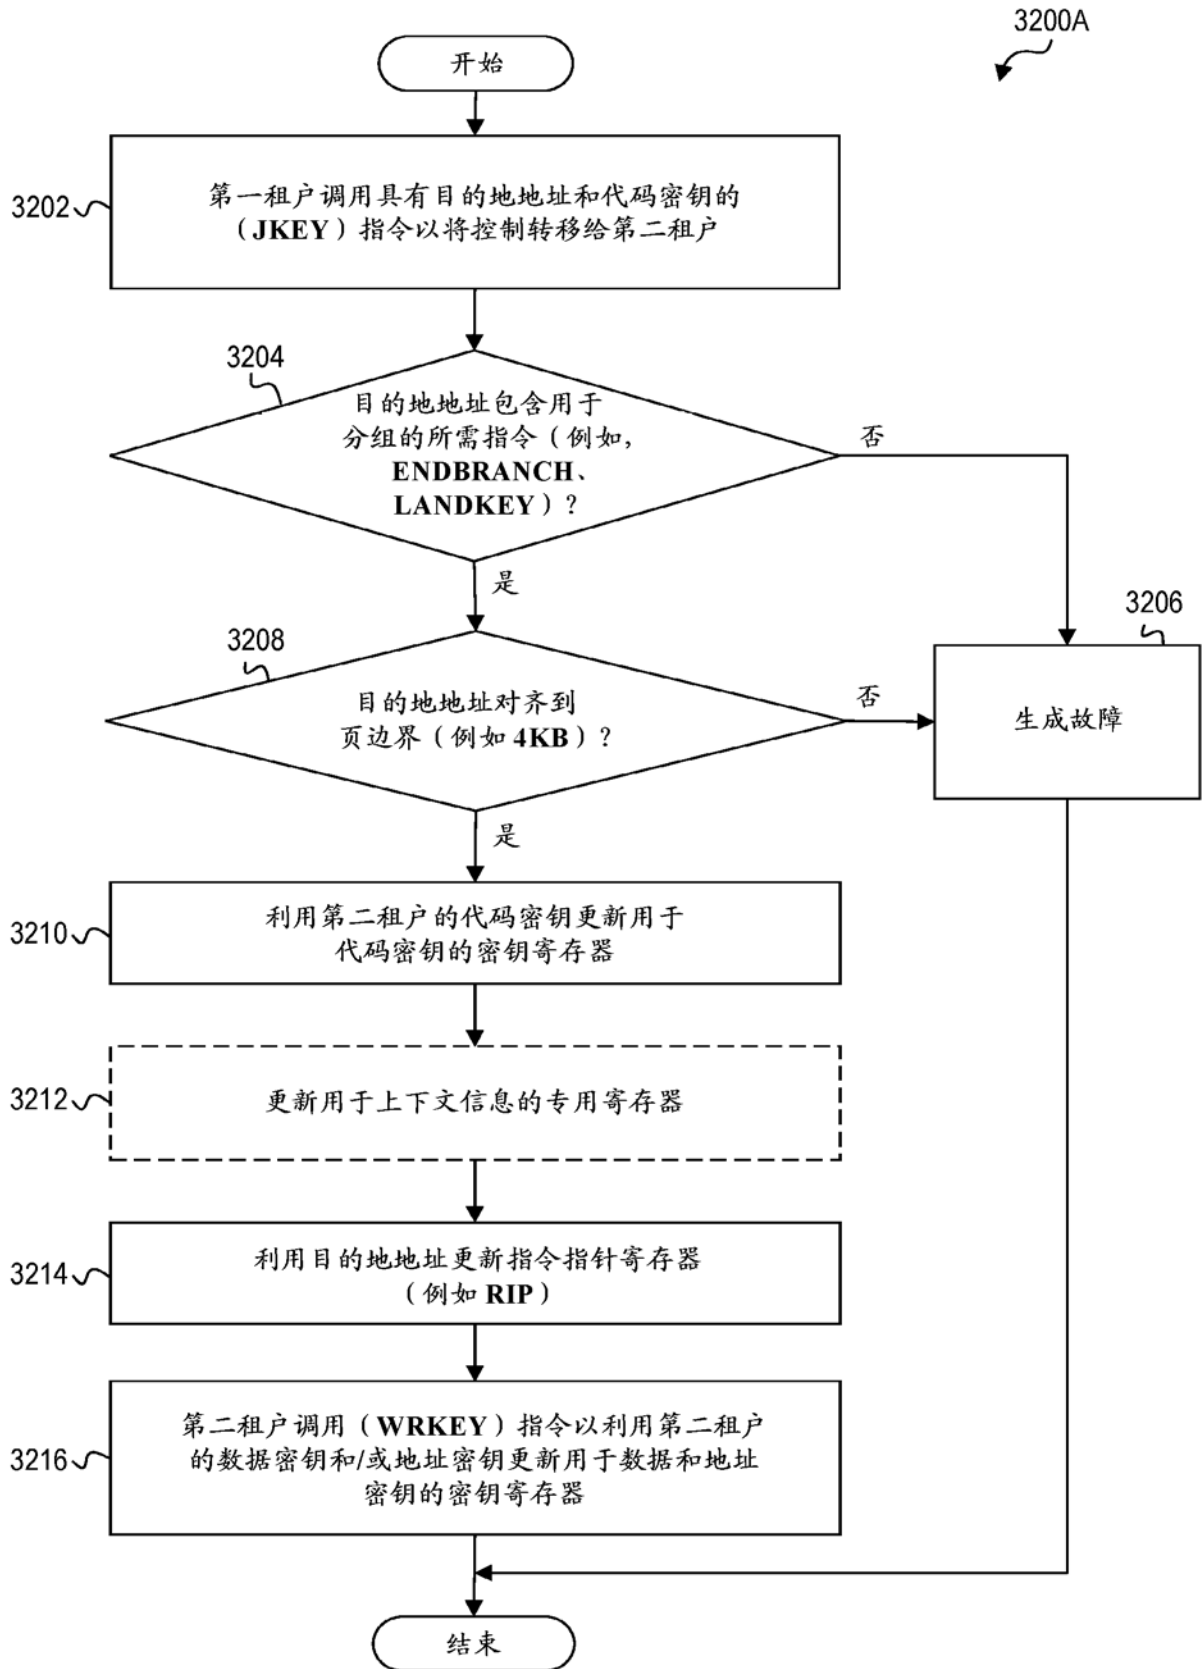 3200A
开始
3202
第一租户调用具有目的地地址和代码密钥的
（JKEY）指令以将控制转移给第二租户
3204
目的地地址包含用于
分组的所需指令（例如,
ENDBRANCH、
LANDKEY）?
否
是
3206
生成故障
3208
目的地地址对齐到
页边界（例如 4KB）?
否
是
3210
利用第二租户的代码密钥更新用于
代码密钥的密钥寄存器
3212
更新用于上下文信息的专用寄存器
3214
利用目的地地址更新指令指针寄存器
（例如 RIP）
3216
第二租户调用（WRKEY）指令以利用第二租户
的数据密钥和/或地址密钥更新用于数据和地址
密钥的密钥寄存器
结束